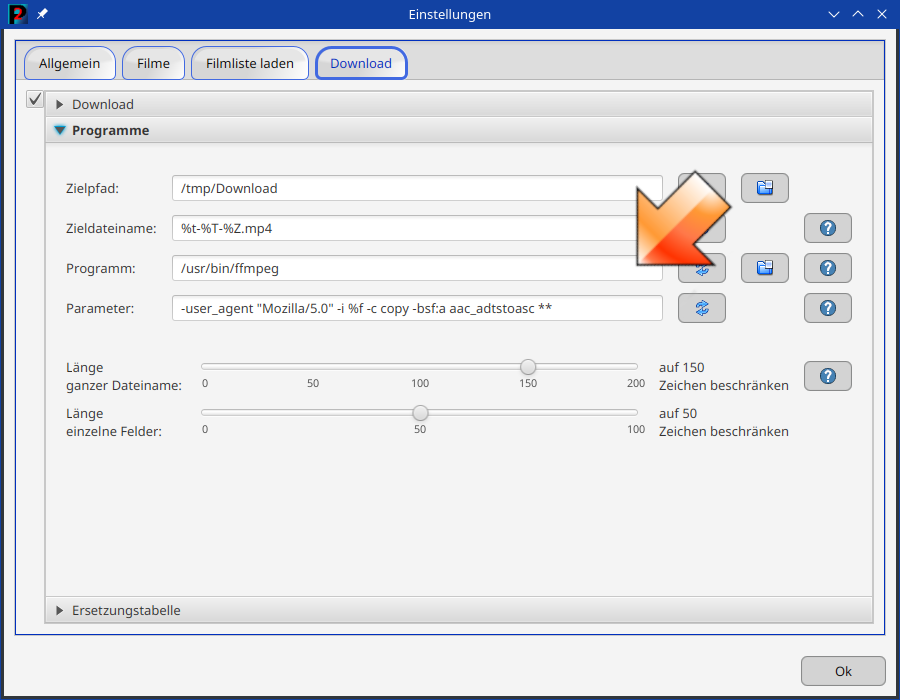 Einstellungen
Allgemein
Filme
Filmliste laden
Download
Download
Programme
Zielpfad:
/tmp/Download
Zieldateiname:
%t-%T-%Z.mp4
Programm:
/usr/bin/ffmpeg
Parameter:
-user_agent "Mozilla/5.0" -i %f -c copy -bsf:a aac_adtstoasc **
Länge
ganzer Dateiname:
0 50 100 150 200
auf 150
Zeichen beschränken
Länge
einzelne Felder:
0 50 100
auf 50
Zeichen beschränken
Ersetzungstabelle
Ok